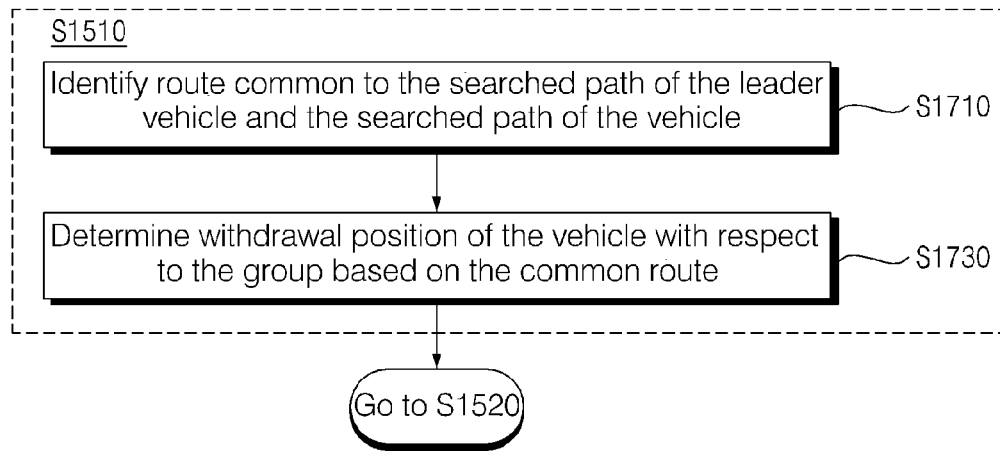 S1510
Identify route common to the searched path of the leader
vehicle and the searched path of the vehicle
S1710
Determine withdrawal position of the vehicle with respect
to the group based on the common route
S1730
Go to S1520